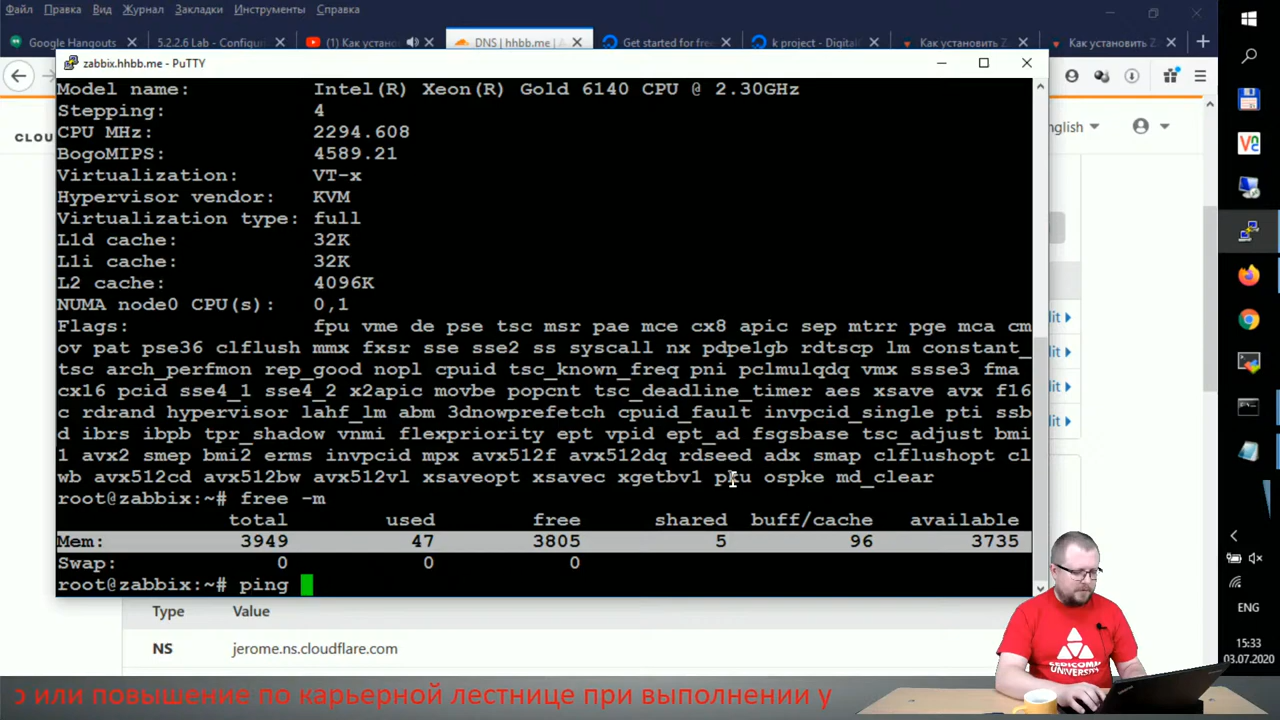 Файл Правка Вид Журнал Закладки Инструменты Справка
Google Hangouts
5.2.2.6 Lab - Configur
(1) Как устано
DNS | hhbb.me | A
Get started for free
k project - Digital
Как установить Z
Как установить Z
zabbix.hhbb.me - PuTTY
CLOU
nglish
Model name: Intel(R) Xeon(R) Gold 6140 CPU @ 2.30GHz
Stepping: 4
CPU MHz: 2294.608
BogoMIPS: 4589.21
Virtualization: VT-x
Hypervisor vendor: KVM
Virtualization type: full
L1d cache: 32K
L1i cache: 32K
L2 cache: 4096K
NUMA node0 CPU(s): 0,1
Flags: fpu vme de pse tsc msr pae mce cx8 apic sep mtrr pge mca cm
ov pat pse36 clflush mmx fxsr sse sse2 ss syscall nx pdpe1gb rdtscp lm constant_
tsc arch_perfmon rep_good nopl cpuid tsc_known_freq pni pclmulqdq vmx ssse3 fma
cx16 pcid sse4_1 sse4_2 x2apic movbe popcnt tsc_deadline_timer aes xsave avx f16
c rdrand hypervisor lahf_lm abm 3dnowprefetch cpuid_fault invpcid_single pti ssb
d ibrs ibpb tpr_shadow vnmi flexpriority ept vpid ept_ad fsgsbase tsc_adjust bmi
1 avx2 smep bmi2 erms invpcid mpx avx512f avx512dq rdseed adx smap clflushopt cl
wb avx512cd avx512bw avx512vl xsaveopt xsavec xgetbv1 pku ospke md_clear
root@zabbix:~# free -m
total used free shared buff/cache available
Mem: 3949 47 3805 5 96 3735
Swap: 0 0 0
root@zabbix:~# ping
Type Value
NS jerome.ns.cloudflare.com
ENG
15:33
03.07.2020
SEDICOMM
UNIVERSITY
о или повышение по карьерной лестнице при выполнении у